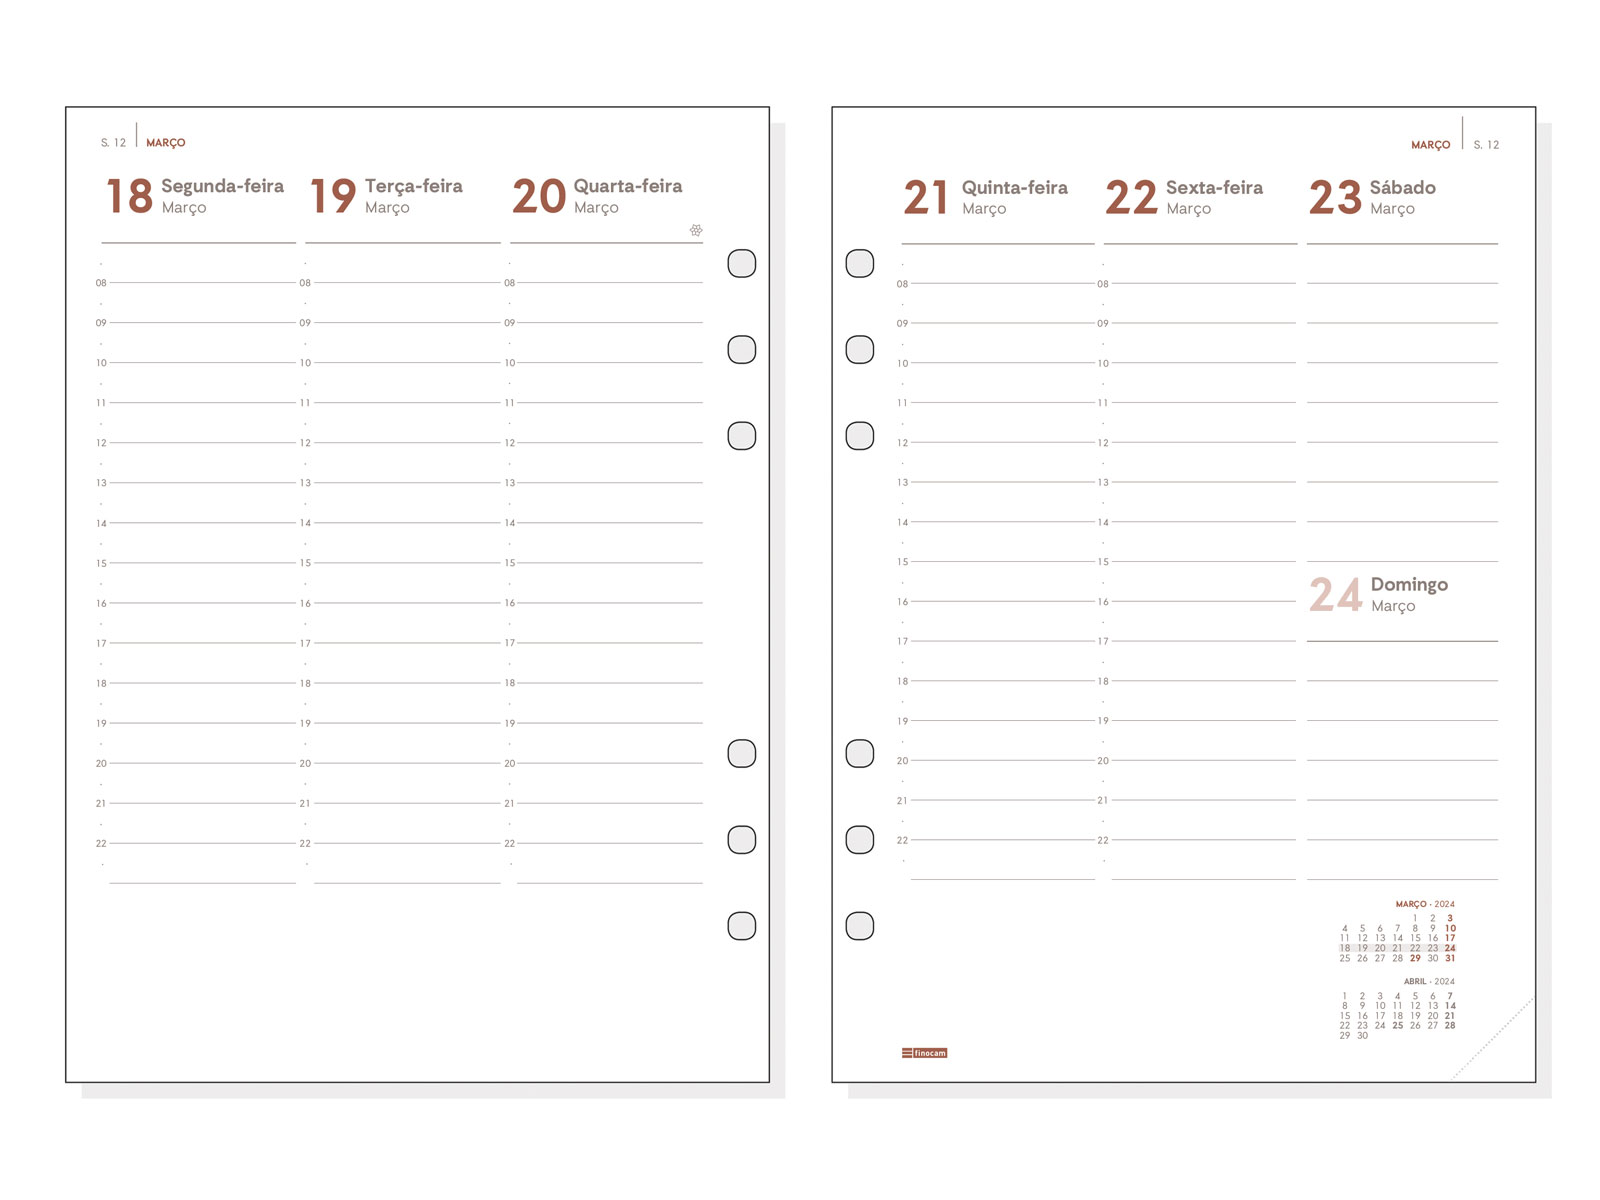 S. 12 MARÇO
18 Segunda-feira
Março
19 Terça-feira
Março
20 Quarta-feira
Março
08 08 08
09 09 09
10 10 10
11 11 11
12 12 12
13 13 13
14 14 14
15 15 15
16 16 16
17 17 17
18 18 18
19 19 19
20 20 20
21 21 21
22 22 22
MARÇO S. 12
21 Quinta-feira
Março
22 Sexta-feira
Março
23 Sábado
Março
08 08
09 09
10 10
11 11
12 12
13 13
14 14
15 15
16 16
17 17
18 18
19 19
20 20
21 21
22 22
24 Domingo
Março
MARÇO · 2024
1 2 3
4 5 6 7 8 9 10
11 12 13 14 15 16 17
18 19 20 21 22 23 24
25 26 27 28 29 30 31
ABRIL · 2024
1 2 3 4 5 6 7
8 9 10 11 12 13 14
15 16 17 18 19 20 21
22 23 24 25 26 27 28
29 30
finocam